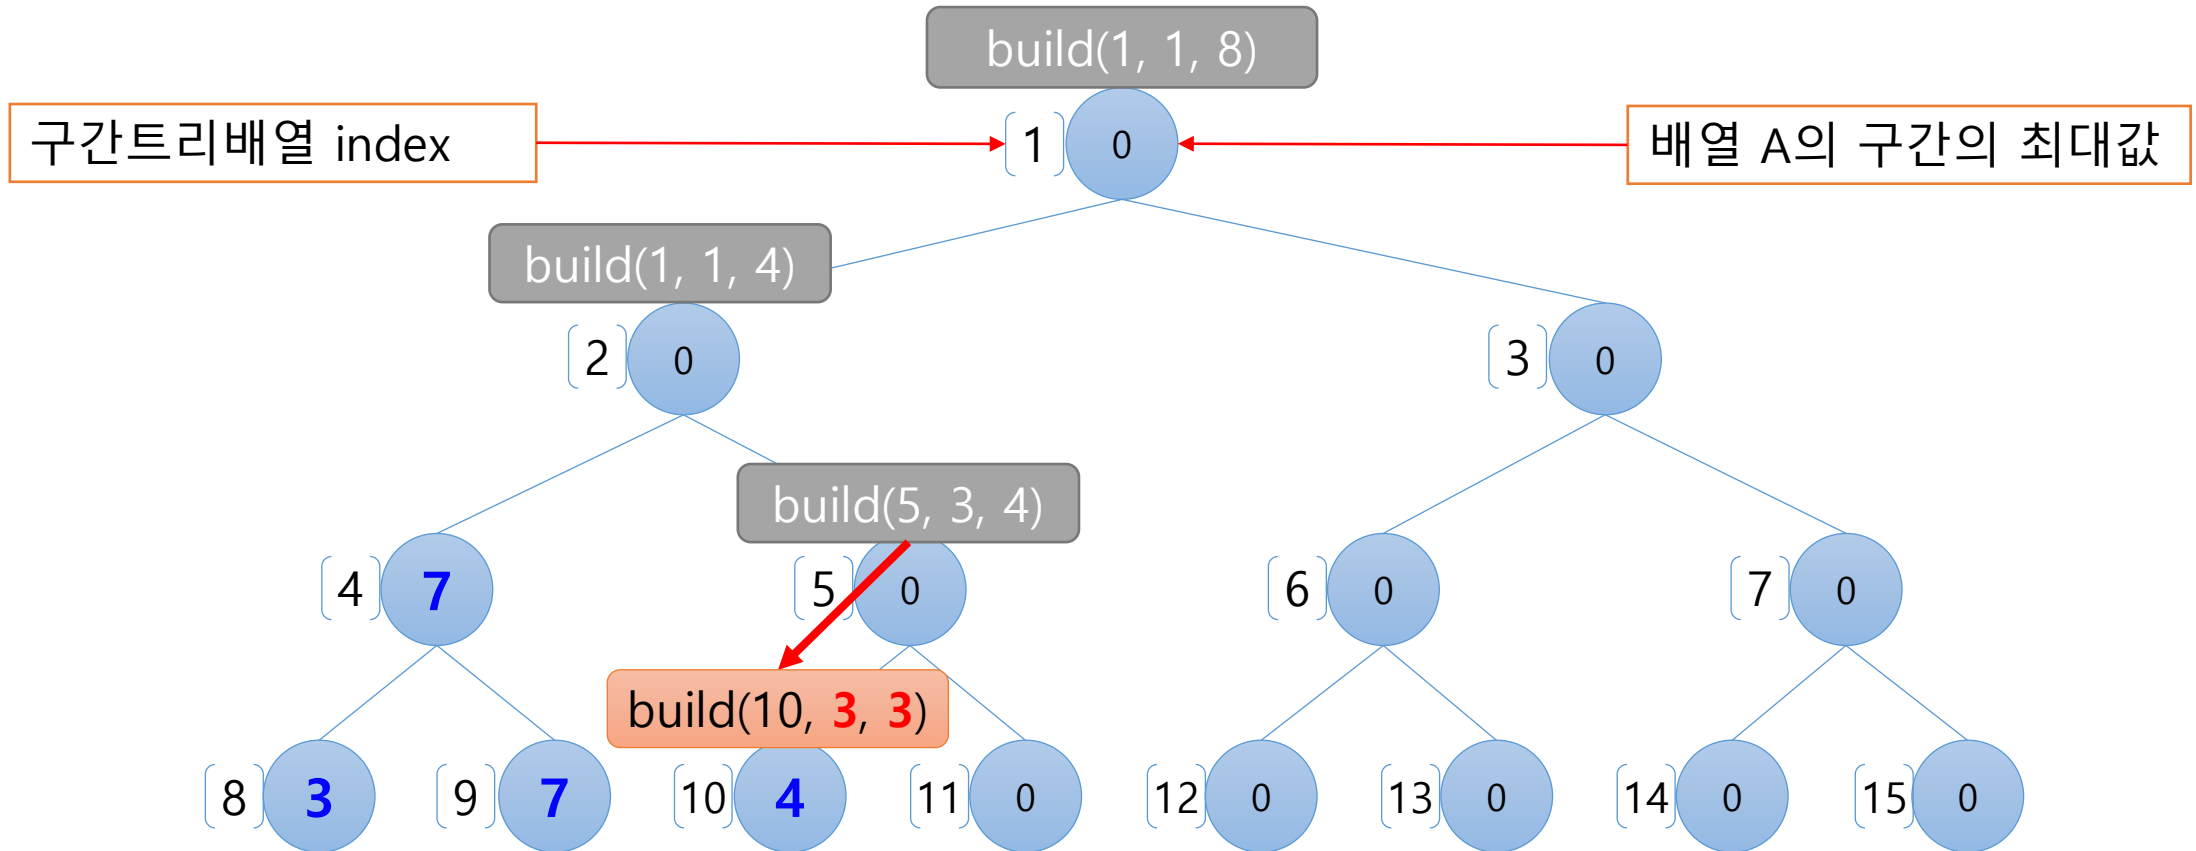 build(1, 1, 8)
구간트리배열 index
1 0
배열 A의 구간의 최대값
build(1, 1, 4)
2 0
3 0
build(5, 3, 4)
4 7
5 0
6 0
7 0
build(10, 3, 3)
8 3
9 7
10 4
11 0
12 0
13 0
14 0
15 0